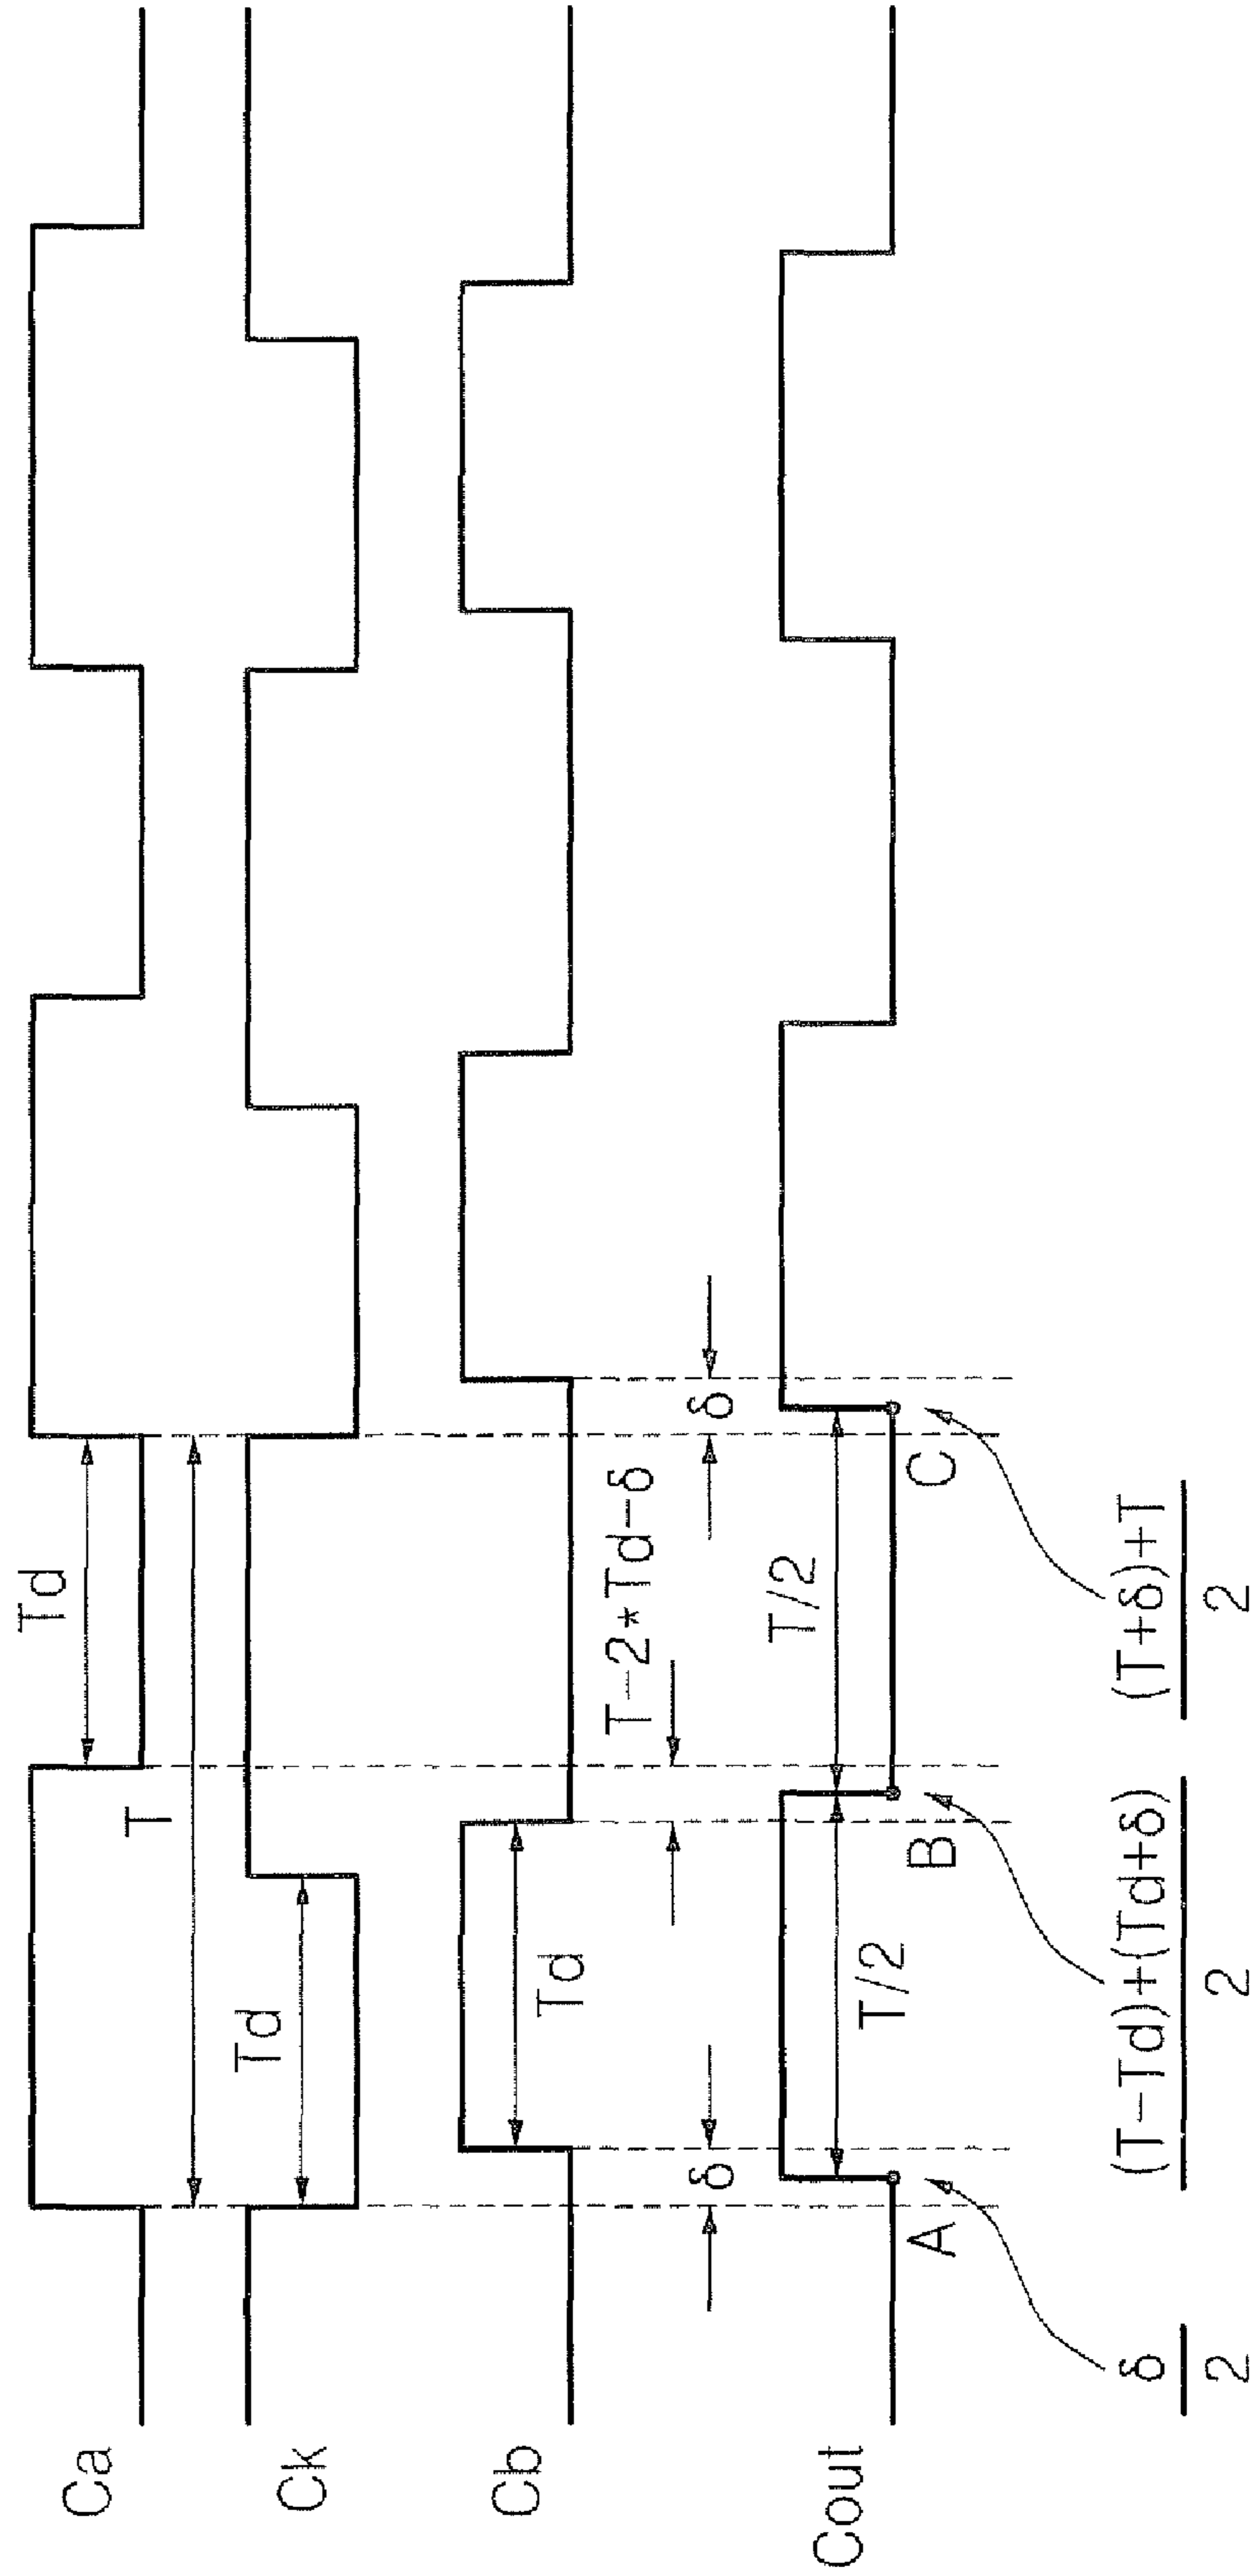 Ca
Td
T
Ck
Td
Cb
Td
T-2*Td-δ
δ
δ
Cout
T/2
T/2
A
B
C
δ/2
(T-Td)+(Td+δ)/2
(T+δ)+T/2